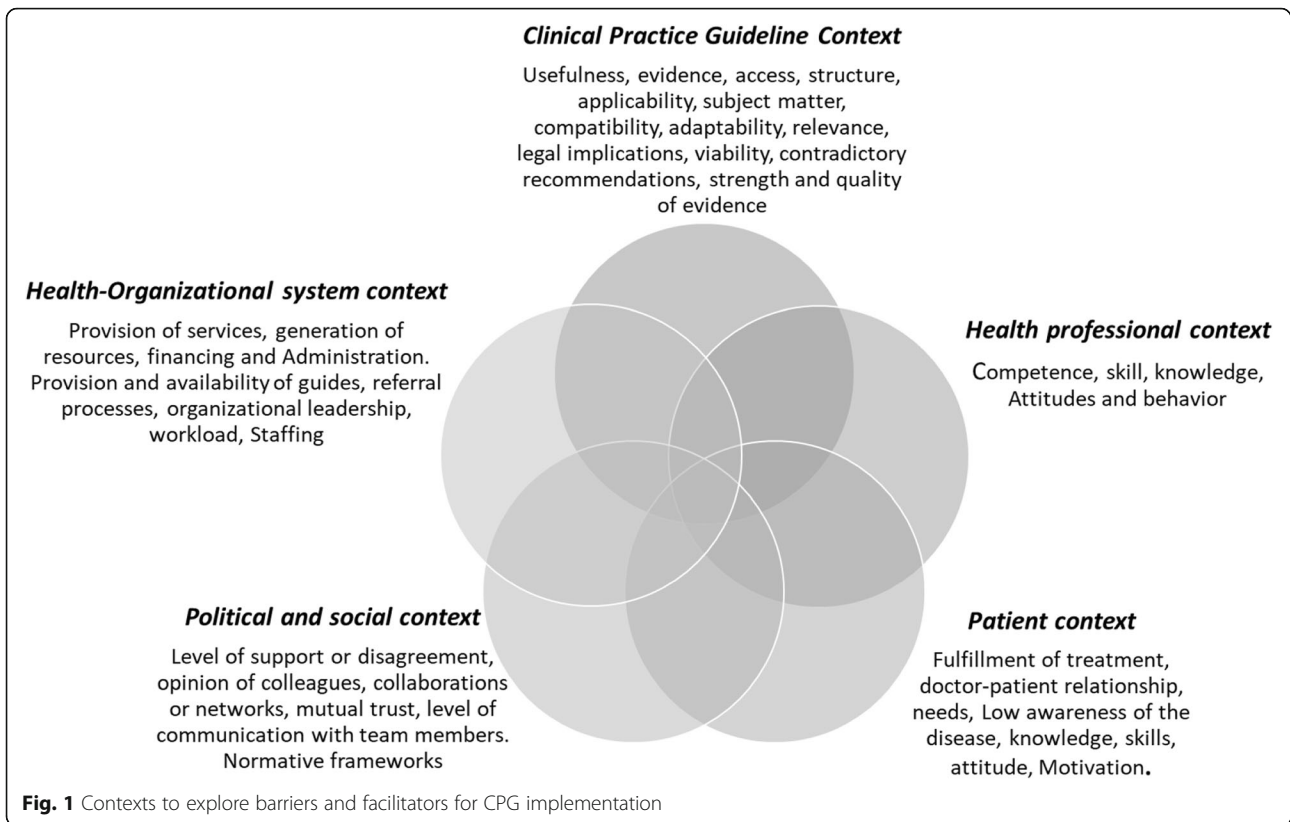 Clinical Practice Guideline Context
Usefulness, evidence, access, structure,
applicability, subject matter,
compatibility, adaptability, relevance,
legal implications, viability, contradictory
recommendations, strength and quality
of evidence
Health-Organizational system context
Provision of services, generation of
resources, financing and Administration.
Provision and availability of guides, referral
processes, organizational leadership,
workload, Staffing
Health professional context
Competence, skill, knowledge,
Attitudes and behavior
Political and social context
Level of support or disagreement,
opinion of colleagues, collaborations
or networks, mutual trust, level of
communication with team members.
Normative frameworks
Patient context
Fulfillment of treatment,
doctor-patient relationship,
needs, Low awareness of the
disease, knowledge, skills,
attitude, Motivation.
Fig. 1 Contexts to explore barriers and facilitators for CPG implementation